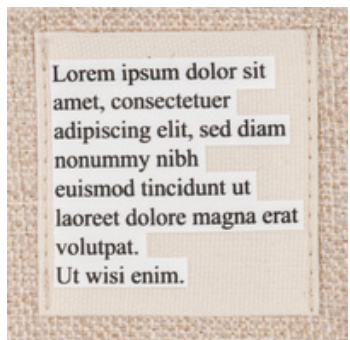 Lorem ipsum dolor sit
amet, consectetuer
adipiscing elit, sed diam
nonummy nibh
euismod tincidunt ut
laoreet dolore magna erat
volutpat.
Ut wisi enim.